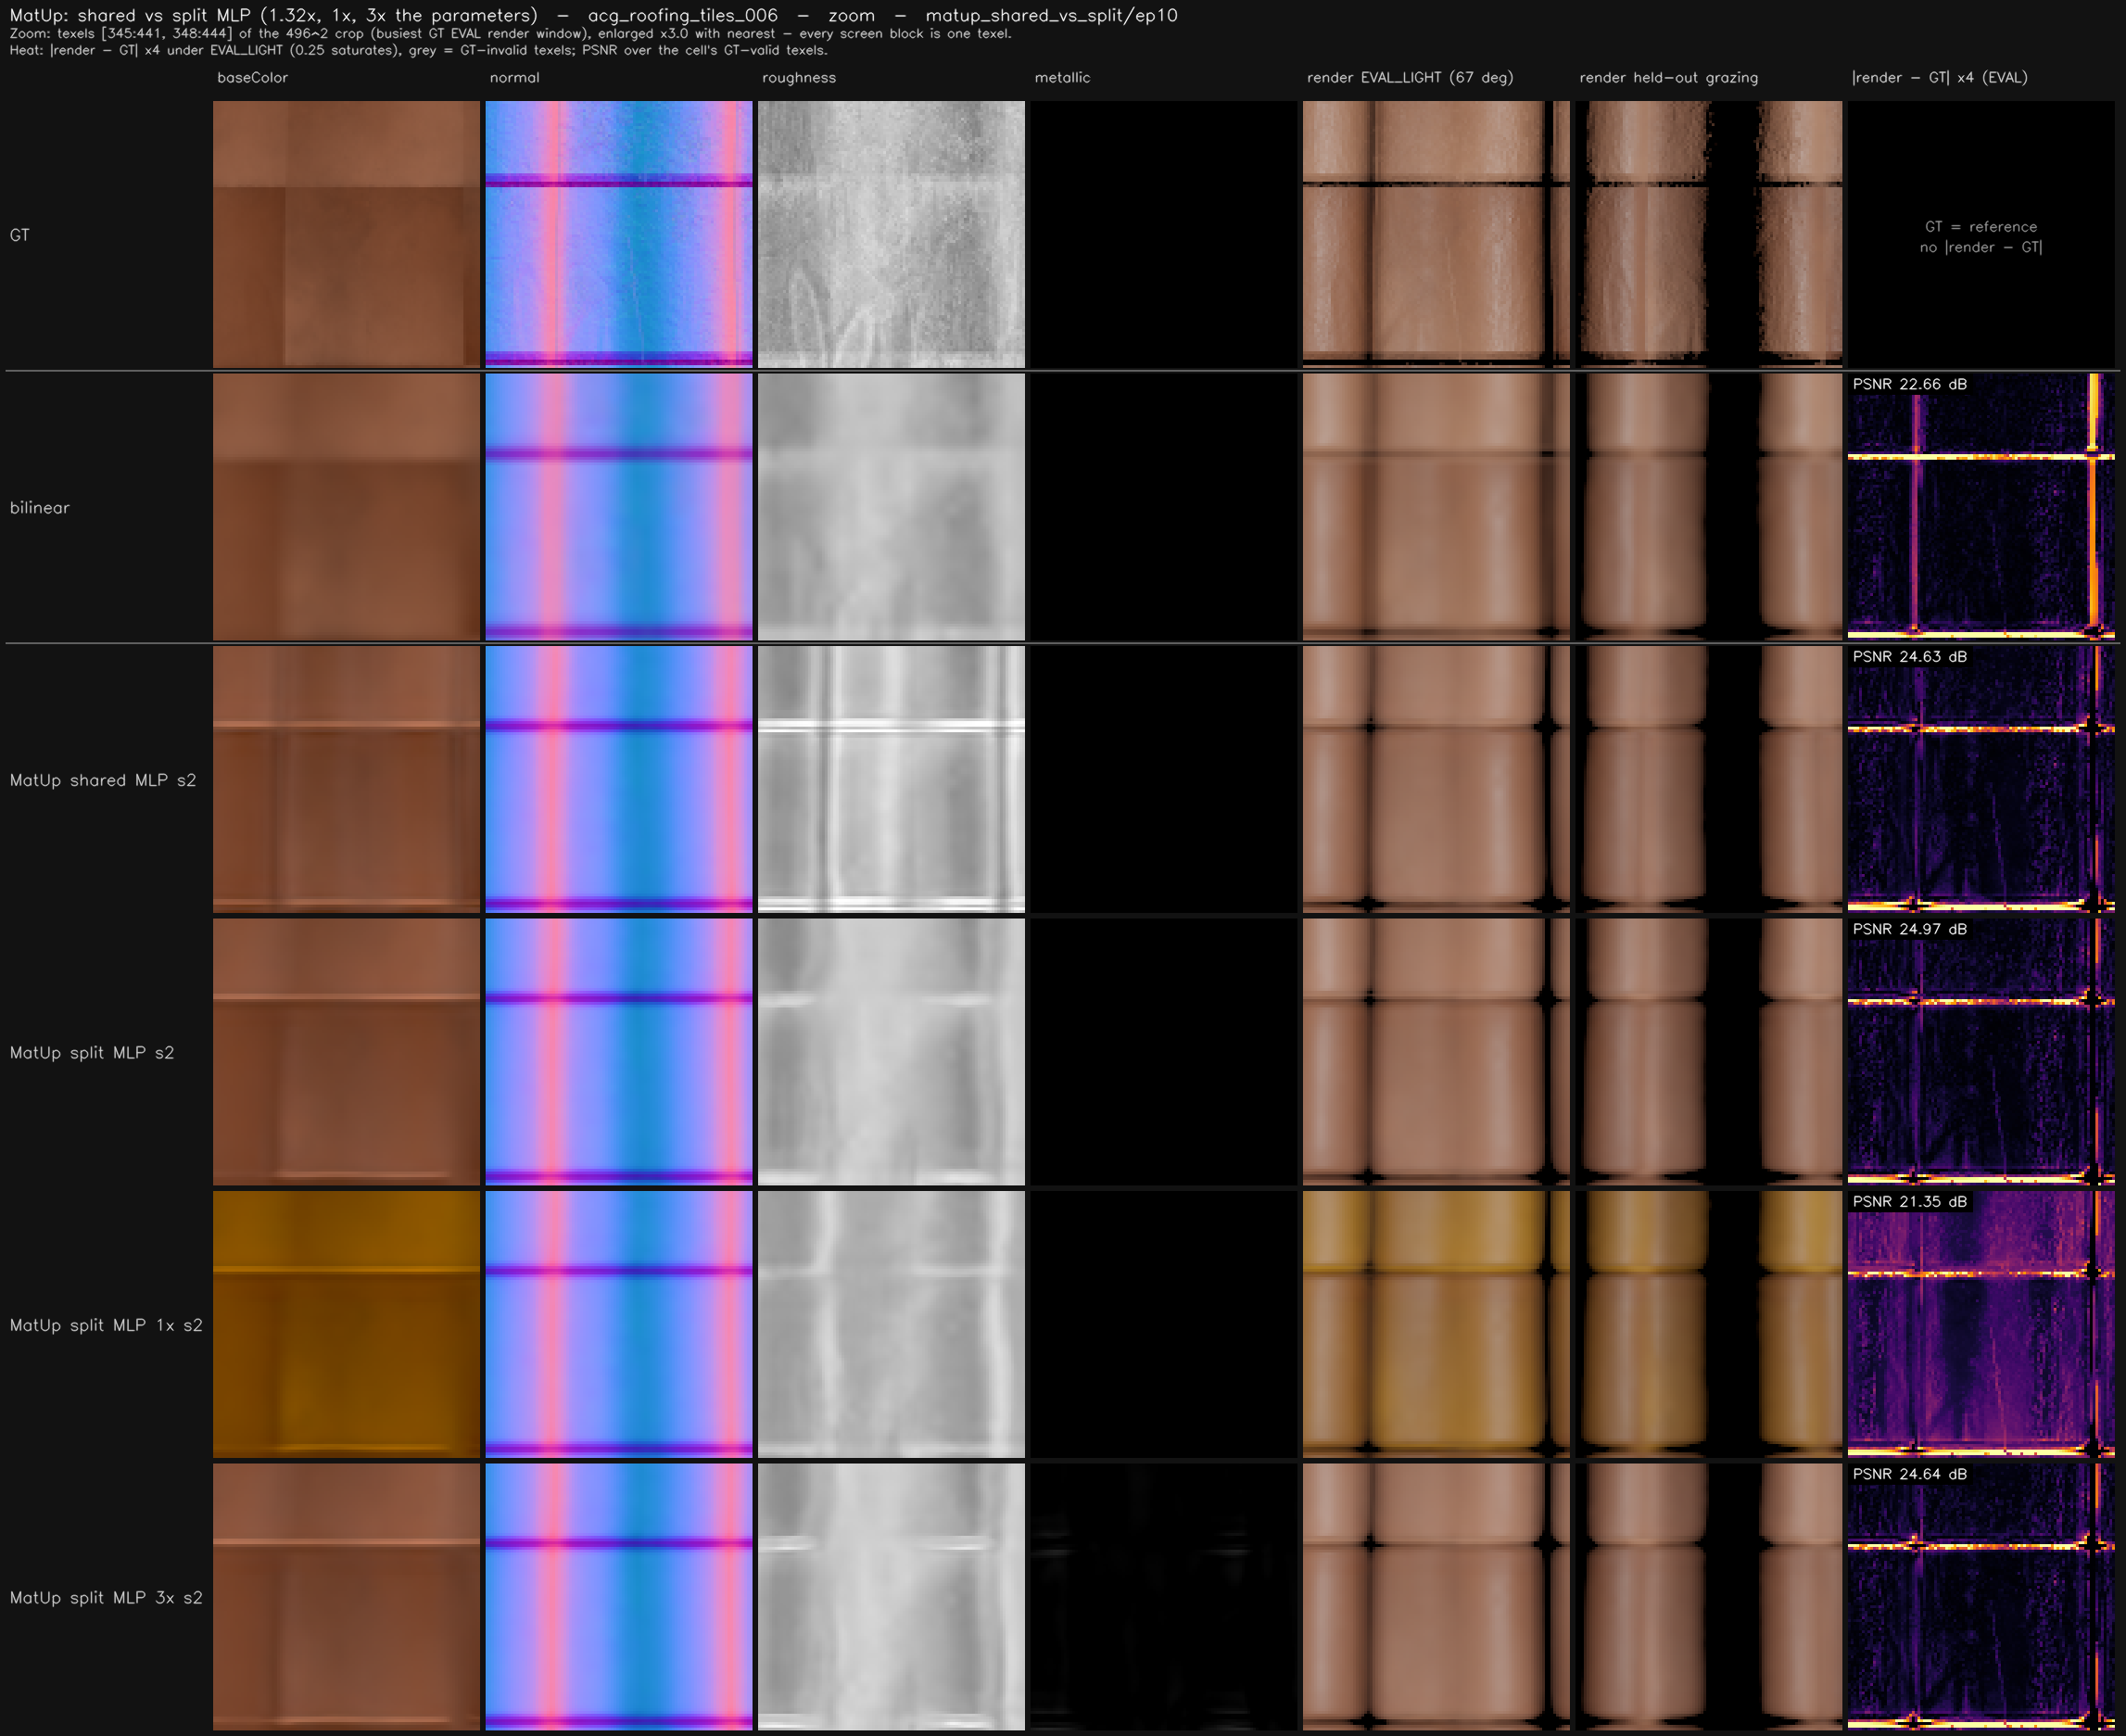 MatUp: shared vs split MLP (1.32x, 1x, 3x the parameters) – acg_roofing_tiles_006 – zoom – matup_shared_vs_split/ep10
Zoom: texels [345:441, 348:444] of the 496^2 crop (busiest GT EVAL render window), enlarged x3.0 with nearest – every screen block is one texel.
Heat: |render – GT| x4 under EVAL_LIGHT (0.25 saturates), grey = GT-invalid texels; PSNR over the cell's GT-valid texels.
baseColor normal roughness metallic render EVAL_LIGHT (67 deg) render held-out grazing |render – GT| x4 (EVAL)
GT
GT = reference
no |render – GT|
bilinear
PSNR 22.66 dB
MatUp shared MLP s2
PSNR 24.63 dB
MatUp split MLP s2
PSNR 24.97 dB
MatUp split MLP 1x s2
PSNR 21.35 dB
MatUp split MLP 3x s2
PSNR 24.64 dB